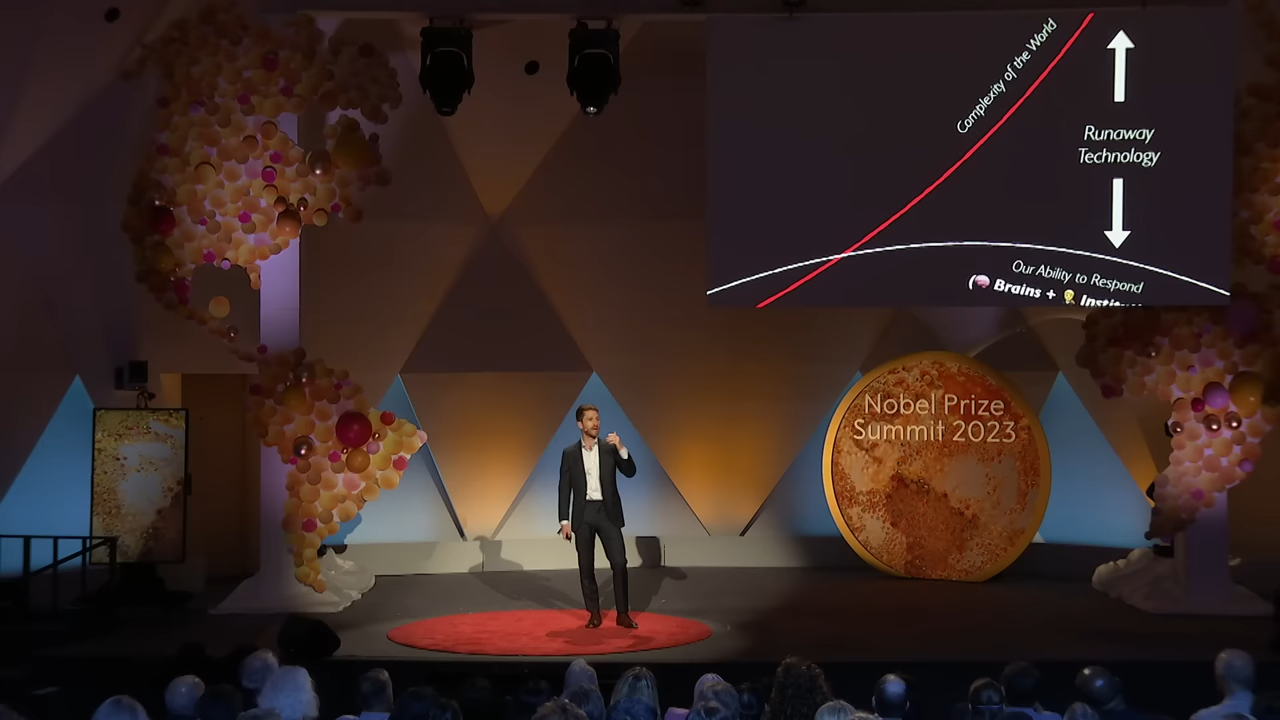 Complexity of the World
Runaway
Technology
Our Ability to Respond
(🧠 Brains +
Nobel Prize
Summit 2023